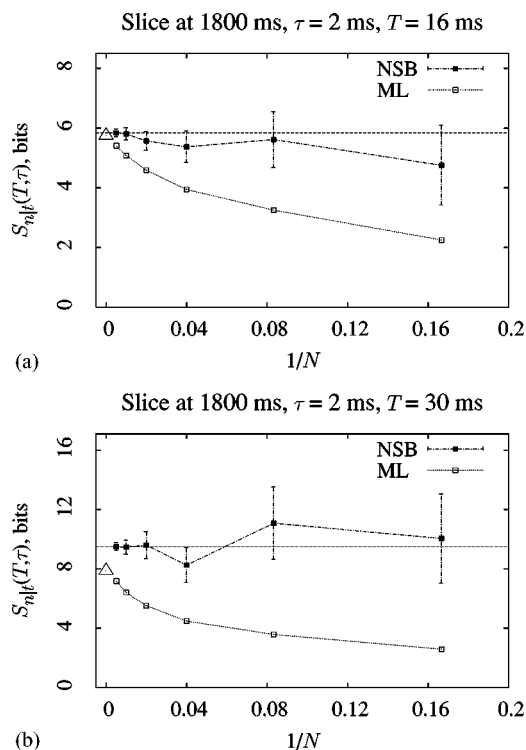 Slice at 1800 ms, τ = 2 ms, T = 16 ms
8
6
4
2
0
S_{n|t}(T,τ), bits
NSB
ML
0 0.04 0.08 0.12 0.16 0.2
1/N
(a)
Slice at 1800 ms, τ = 2 ms, T = 30 ms
16
12
8
4
0
S_{n|t}(T,τ), bits
NSB
ML
0 0.04 0.08 0.12 0.16 0.2
1/N
(b)